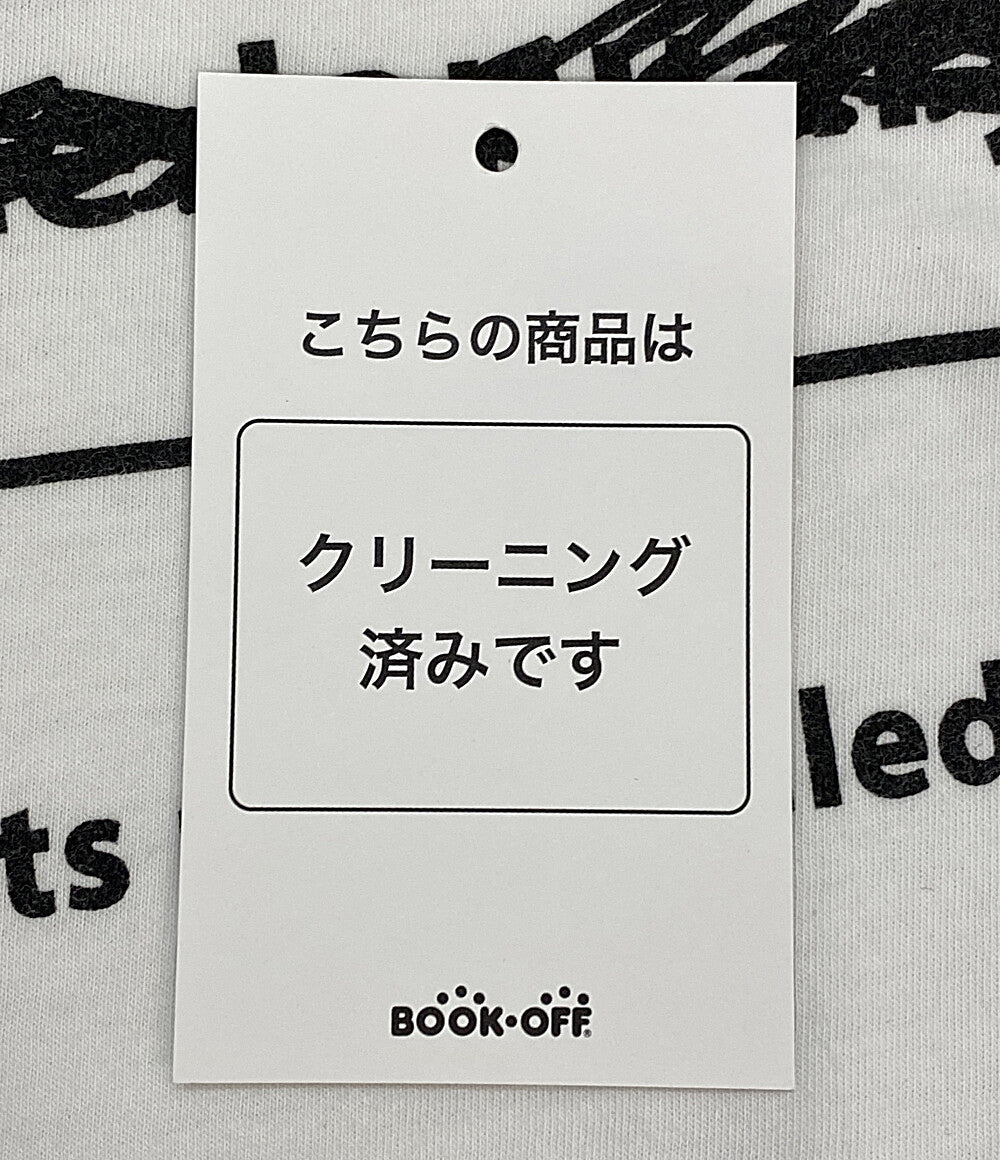 こちらの商品は
クリーニング
済みです
led
ts
BOOK・OFF®